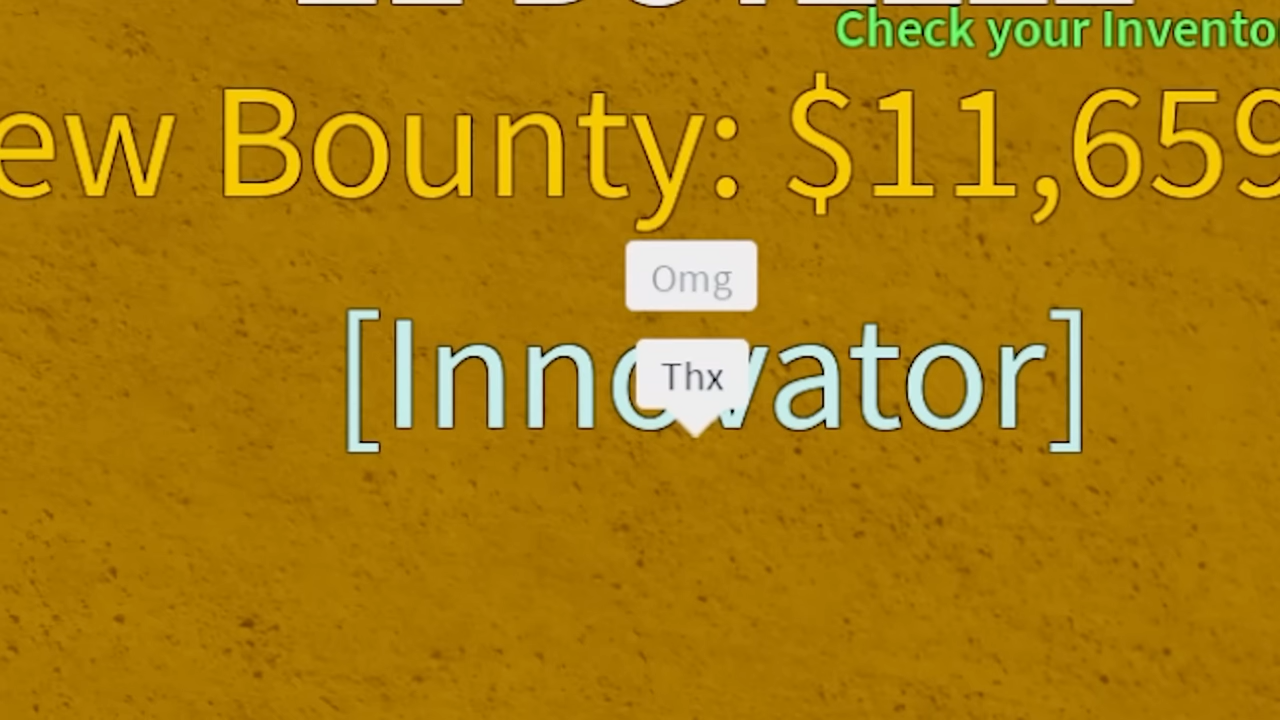 Check your Invento
ew Bounty: $11,659
Omg
[Innovator]
Thx